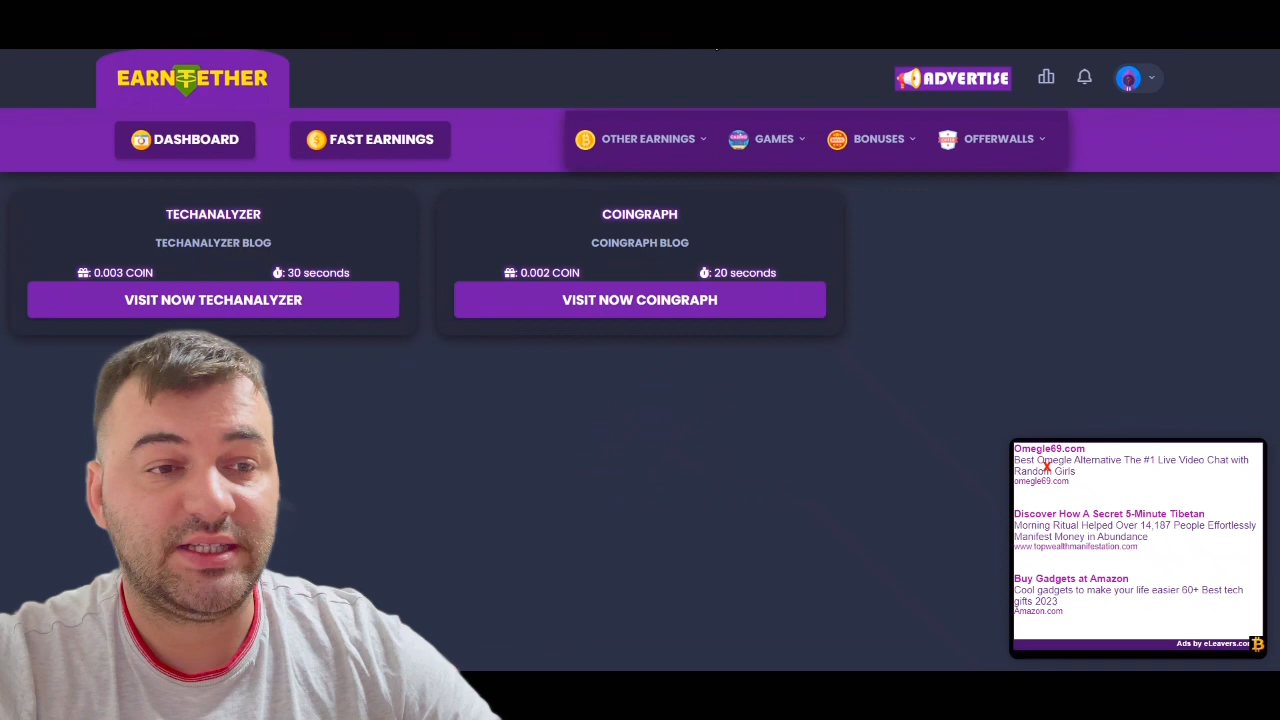 EARNTETHER
ADVERTISE
DASHBOARD
FAST EARNINGS
OTHER EARNINGS
GAMES
BONUSES
OFFERWALLS
TECHANALYZER
TECHANALYZER BLOG
: 0.003 COIN
: 30 seconds
VISIT NOW TECHANALYZER
COINGRAPH
COINGRAPH BLOG
: 0.002 COIN
: 20 seconds
VISIT NOW COINGRAPH
Omegle69.com
Best Omegle Alternative The #1 Live Video Chat with
Random Girls
omegle69.com
Discover How A Secret 5-Minute Tibetan
Morning Ritual Helped Over 14,187 People Effortlessly
Manifest Money in Abundance
www.topwealthmanifestation.com
Buy Gadgets at Amazon
Cool gadgets to make your life easier 60+ Best tech
gifts 2023
Amazon.com
Ads by eLeavers.co